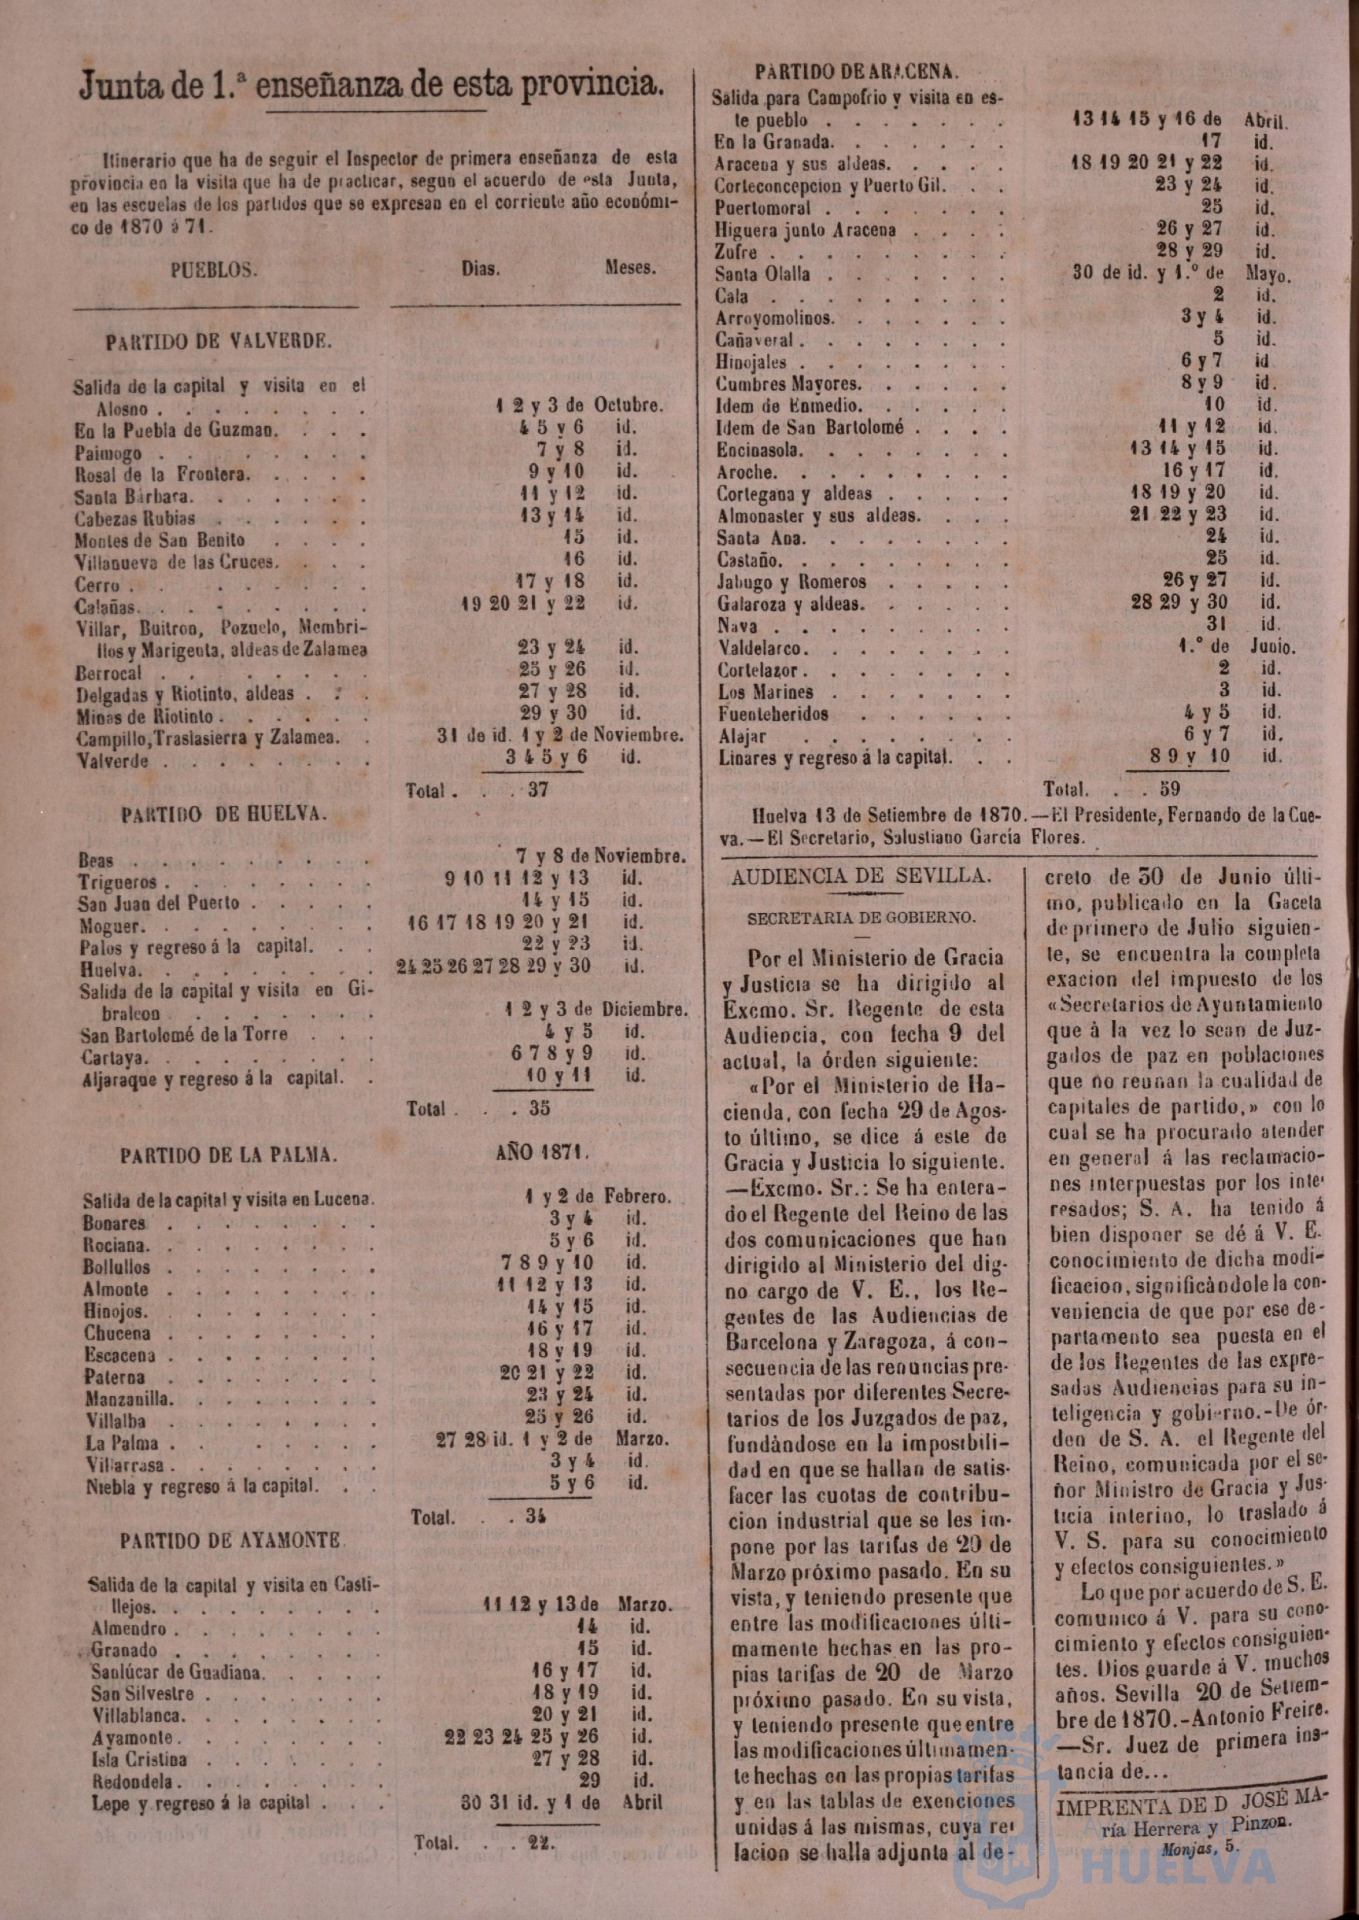 Junta de 1.ª enseñanza de esta provincia.
Itinerario que ha de seguir el Inspector de primera enseñanza de esta
provincia en la visita que ha de practicar, segun el acuerdo de esta Junta,
en las escuelas de los partidos que se expresan en el corriente año económi-
co de 1870 á 71.
PUEBLOS. Dias. Meses.
PARTIDO DE VALVERDE.
Salida de la capital y visita en el
Alosno . . . . . . . . 1 2 y 3 de Octubre.
En la Puebla de Guzman. . . . 4 5 y 6 id.
Paimogo . . . . . . . . 7 y 8 id.
Rosal de la Frontera. . . . . 9 y 10 id.
Santa Bárbara. . . . . . . 11 y 12 id.
Cabezas Rubias . . . . . . 13 y 14 id.
Montes de San Benito . . . . 15 id.
Villanueva de las Cruces. . . . 16 id.
Cerro . . . . . . . . 17 y 18 id.
Calañas. . . . . . . . . 19 20 21 y 22 id.
Villar, Buitron, Pozuelo, Membri-
llos y Marigenta, aldeas de Zalamea 23 y 24 id.
Berrocal . . . . . . . . 25 y 26 id.
Delgadas y Riotinto, aldeas . . . 27 y 28 id.
Minas de Riotinto . . . . . . 29 y 30 id.
Campillo, Traslasierra y Zalamea. . 31 de id. 1 y 2 de Noviembre.
Valverde . . . . . . . . 3 4 5 y 6 id.
Total . . . 37
PARTIDO DE HUELVA.
Beas . . . . . . . . . 7 y 8 de Noviembre.
Trigueros . . . . . . . . 9 10 11 12 y 13 id.
San Juan del Puerto . . . . . 14 y 15 id.
Moguer. . . . . . . . . 16 17 18 19 20 y 21 id.
Palos y regreso á la capital. . . 22 y 23 id.
Huelva. . . . . . . . . 24 25 26 27 28 29 y 30 id.
Salida de la capital y visita en Gi-
braleon . . . . . . . . 1 2 y 3 de Diciembre.
San Bartolomé de la Torre . . . 4 y 5 id.
Cartaya. . . . . . . . . 6 7 8 y 9 id.
Aljaraque y regreso á la capital. . 10 y 11 id.
Total . . . 35
PARTIDO DE LA PALMA. AÑO 1871.
Salida de la capital y visita en Lucena. 1 y 2 de Febrero.
Bonares . . . . . . . . 3 y 4 id.
Rociana. . . . . . . . . 5 y 6 id.
Bollullos . . . . . . . . 7 8 9 y 10 id.
Almonte . . . . . . . . 11 12 y 13 id.
Hinojos. . . . . . . . . 14 y 15 id.
Chucena . . . . . . . . 16 y 17 id.
Escacena . . . . . . . . 18 y 19 id.
Paterna . . . . . . . . 20 21 y 22 id.
Manzanilla. . . . . . . . 23 y 24 id.
Villalba . . . . . . . . 25 y 26 id.
La Palma . . . . . . . . 27 28 id. 1 y 2 de Marzo.
Villarrasa . . . . . . . . 3 y 4 id.
Niebla y regreso á la capital. . . 5 y 6 id.
Total. . . 34
PARTIDO DE AYAMONTE.
Salida de la capital y visita en Casti-
llejos. . . . . . . . . 11 12 y 13 de Marzo.
Almendro . . . . . . . . 14 id.
Granado . . . . . . . . 15 id.
Sanlúcar de Guadiana. . . . . 16 y 17 id.
San Silvestre . . . . . . . 18 y 19 id.
Villablanca. . . . . . . . 20 y 21 id.
Ayamonte. . . . . . . . 22 23 24 25 y 26 id.
Isla Cristina . . . . . . . 27 y 28 id.
Redondela . . . . . . . . 29 id.
Lepe y regreso á la capital . . . 30 31 id. y 1 de Abril
Total. . . 22.
PARTIDO DE ARACENA.
Salida para Campofrio y visita en es-
te pueblo . . . . . . . 13 14 15 y 16 de Abril.
En la Granada. . . . . . . 17 id.
Aracena y sus aldeas. . . . . 18 19 20 21 y 22 id.
Corteconcepcion y Puerto Gil. . . 23 y 24 id.
Puertomoral . . . . . . . 25 id.
Higuera junto Aracena . . . . 26 y 27 id.
Zufre . . . . . . . . . 28 y 29 id.
Santa Olalla . . . . . . . 30 de id. y 1.º de Mayo.
Cala . . . . . . . . . 2 id.
Arroyomolinos. . . . . . . 3 y 4 id.
Cañaveral . . . . . . . . 5 id.
Hinojales . . . . . . . . 6 y 7 id
Cumbres Mayores. . . . . . 8 y 9 id.
Idem de Enmedio. . . . . . 10 id.
Idem de San Bartolomé . . . . 11 y 12 id.
Encinasola. . . . . . . . 13 14 y 15 id.
Aroche. . . . . . . . . 16 y 17 id.
Cortegana y aldeas . . . . . 18 19 y 20 id.
Almonaster y sus aldeas. . . . 21 22 y 23 id.
Santa Ana. . . . . . . . 24 id.
Castaño. . . . . . . . . 25 id.
Jabugo y Romeros . . . . . 26 y 27 id.
Galaroza y aldeas. . . . . . 28 29 y 30 id.
Nava . . . . . . . . . 31 id.
Valdelarco. . . . . . . . 1.º de Junio.
Cortelazor . . . . . . . . 2 id.
Los Marines . . . . . . . 3 id.
Fuenteheridos . . . . . . 4 y 5 id.
Alajar . . . . . . . . 6 y 7 id.
Linares y regreso á la capital. . . 8 9 y 10 id.
Total. . . 59
Huelva 13 de Setiembre de 1870.—El Presidente, Fernando de la Cue-
va.—El Secretario, Salustiano García Flores.
AUDIENCIA DE SEVILLA.
SECRETARIA DE GOBIERNO.
Por el Ministerio de Gracia
y Justicia se ha dirigido al
Excmo. Sr. Regente de esta
Audiencia, con fecha 9 del
actual, la órden siguiente:
«Por el Ministerio de Ha-
cienda, con fecha 29 de Agos-
to último, se dice á este de
Gracia y Justicia lo siguiente.
—Excmo. Sr.: Se ha entera-
do el Regente del Reino de las
dos comunicaciones que han
dirigido al Ministerio del dig-
no cargo de V. E., los Re-
gentes de las Audiencias de
Barcelona y Zaragoza, á con-
secuencia de las renuncias pre-
sentadas por diferentes Secre-
tarios de los Juzgados de paz,
fundándose en la imposibili-
dad en que se hallan de satis-
facer las cuotas de contribu-
cion industrial que se les im-
pone por las tarifas de 20 de
Marzo próximo pasado. En su
vista, y teniendo presente que
entre las modificaciones últi-
mamente hechas en las pro-
pias tarifas de 20 de Marzo
próximo pasado. En su vista,
y teniendo presente que entre
las modificaciones últimamen-
te hechas en las propias tarifas
y en las tablas de exenciones
unidas á las mismas, cuya re-
lacion se halla adjunta al de-
creto de 30 de Junio últi-
mo, publicado en la Gaceta
de primero de Julio siguien-
te, se encuentra la completa
exacion del impuesto de los
«Secretarios de Ayuntamiento
que á la vez lo sean de Juz-
gados de paz en poblaciones
que no reunan la cualidad de
capitales de partido,» con lo
cual se ha procurado atender
en general á las reclamacio-
nes interpuestas por los inte-
resados; S. A. ha tenido á
bien disponer se dé á V. E.
conocimiento de dicha modi-
ficacion, significándole la con-
veniencia de que por ese de-
partamento sea puesta en el
de los Regentes de las expre-
sadas Audiencias para su in-
teligencia y gobierno.-De ór-
den de S. A. el Regente del
Reino, comunicada por el se-
ñor Ministro de Gracia y Jus-
ticia interino, lo traslado á
V. S. para su conocimiento
y efectos consiguientes.»
Lo que por acuerdo de S. E.
comunico á V. para su cono-
cimiento y efectos consiguien-
tes. Dios guarde á V. muchos
años. Sevilla 20 de Setiem-
bre de 1870.-Antonio Freire.
—Sr. Juez de primera ins-
tancia de...
IMPRENTA DE D JOSÉ MA-
ría Herrera y Pinzon.
Monjas, 5.
HUELVA